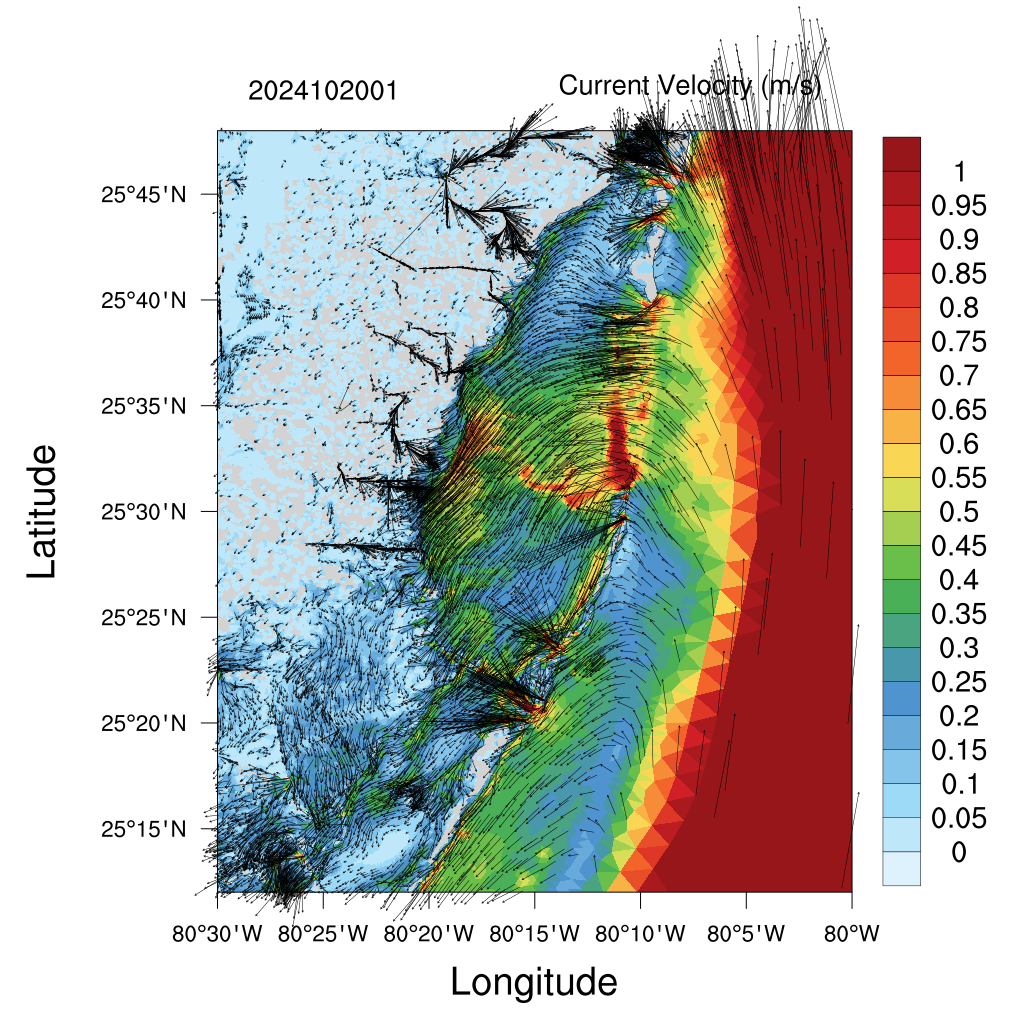 2024102001
Current Velocity (m/s)
25°45'N
25°40'N
25°35'N
25°30'N
25°25'N
25°20'N
25°15'N
Latitude
80°30'W 80°25'W 80°20'W 80°15'W 80°10'W 80°5'W 80°W
Longitude
1
0.95
0.9
0.85
0.8
0.75
0.7
0.65
0.6
0.55
0.5
0.45
0.4
0.35
0.3
0.25
0.2
0.15
0.1
0.05
0